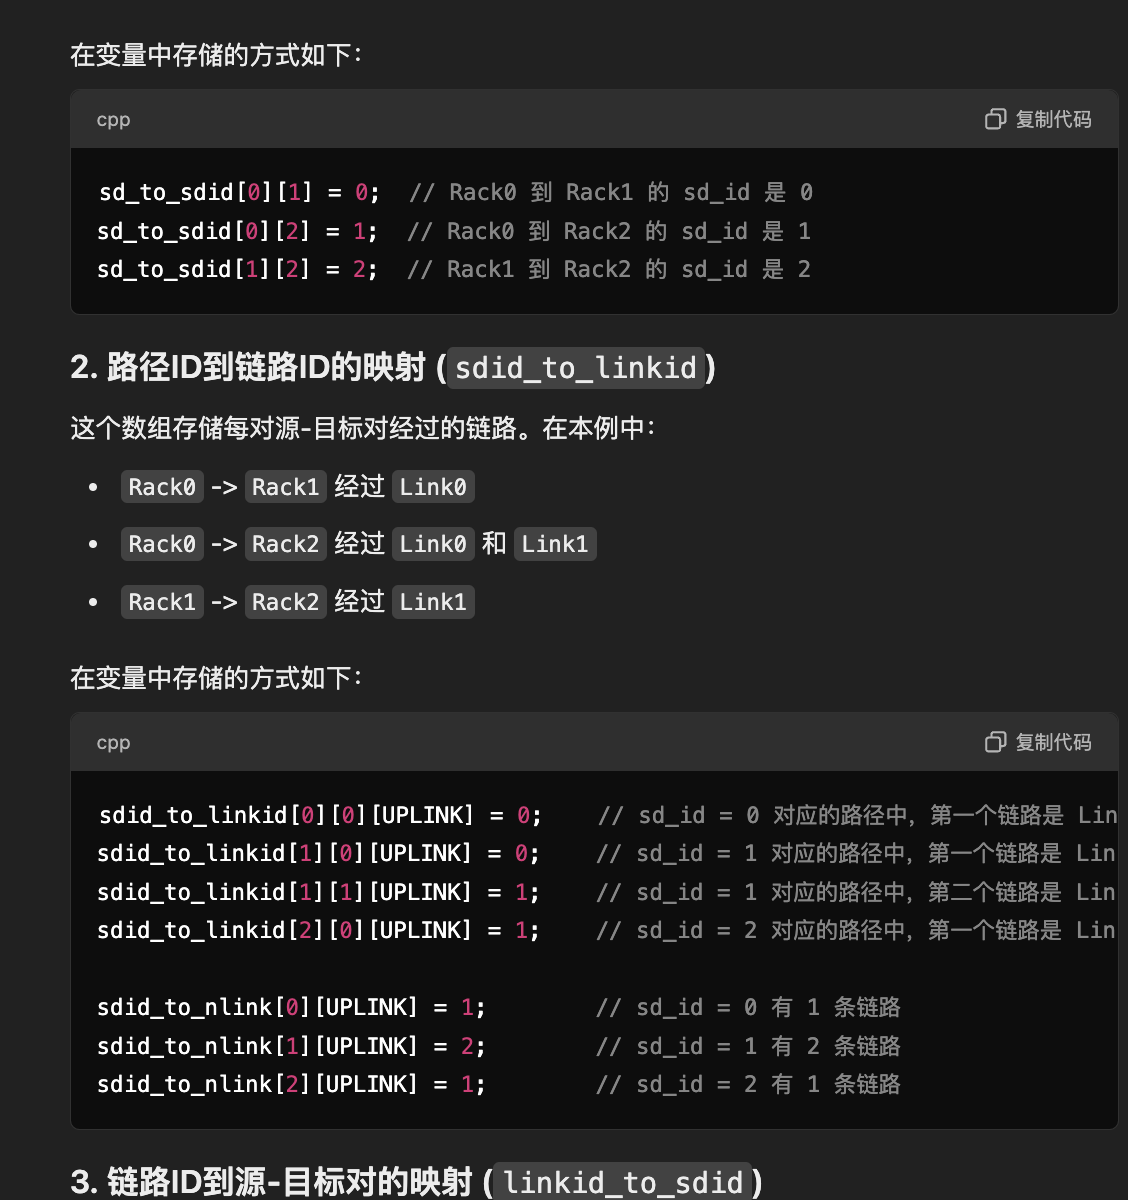 在变量中存储的方式如下：
cpp
复制代码
sd_to_sdid[0][1] = 0;  // Rack0 到 Rack1 的 sd_id 是 0
sd_to_sdid[0][2] = 1;  // Rack0 到 Rack2 的 sd_id 是 1
sd_to_sdid[1][2] = 2;  // Rack1 到 Rack2 的 sd_id 是 2
2. 路径ID到链路ID的映射 (sdid_to_linkid)
这个数组存储每对源-目标对经过的链路。在本例中：
• Rack0 -> Rack1 经过 Link0
• Rack0 -> Rack2 经过 Link0 和 Link1
• Rack1 -> Rack2 经过 Link1
在变量中存储的方式如下：
cpp
复制代码
sdid_to_linkid[0][0][UPLINK] = 0;    // sd_id = 0 对应的路径中，第一个链路是 Lin
sdid_to_linkid[1][0][UPLINK] = 0;    // sd_id = 1 对应的路径中，第一个链路是 Lin
sdid_to_linkid[1][1][UPLINK] = 1;    // sd_id = 1 对应的路径中，第二个链路是 Lin
sdid_to_linkid[2][0][UPLINK] = 1;    // sd_id = 2 对应的路径中，第一个链路是 Lin
sdid_to_nlink[0][UPLINK] = 1;        // sd_id = 0 有 1 条链路
sdid_to_nlink[1][UPLINK] = 2;        // sd_id = 1 有 2 条链路
sdid_to_nlink[2][UPLINK] = 1;        // sd_id = 2 有 1 条链路
3. 链路ID到源-目标对的映射 (linkid_to_sdid)